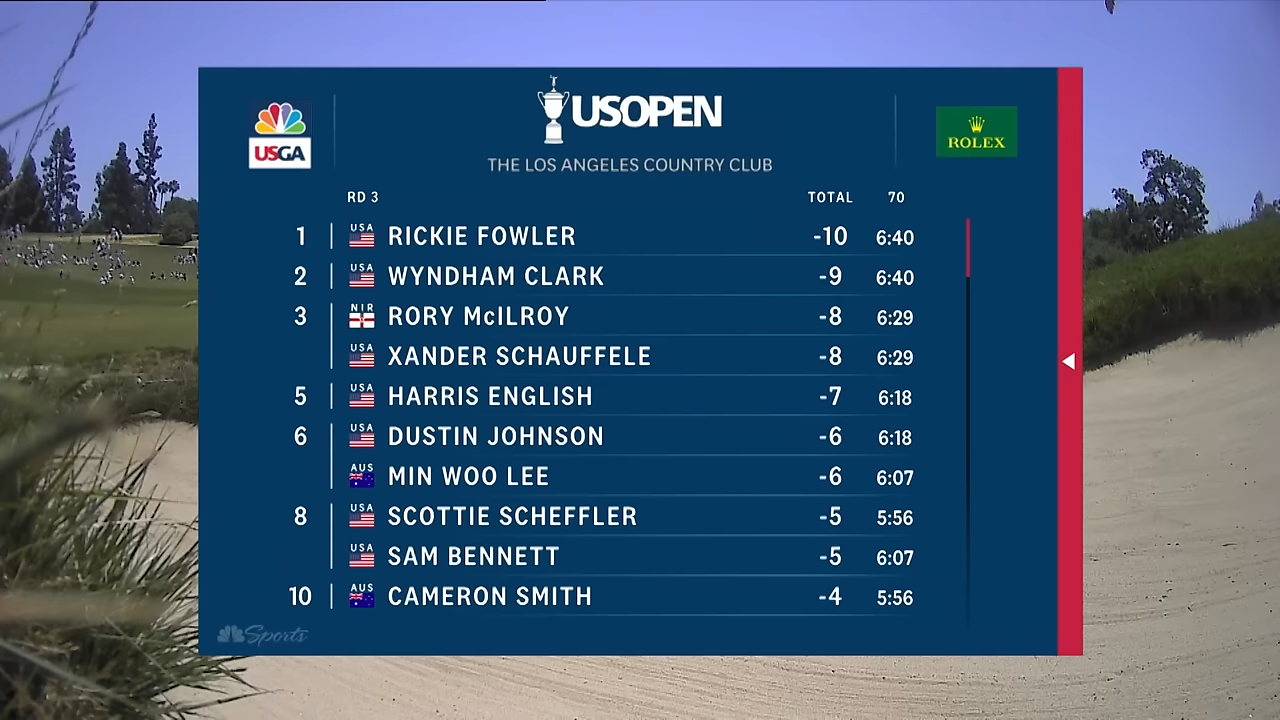 USOPEN
USGA
ROLEX
THE LOS ANGELES COUNTRY CLUB
RD 3 TOTAL 70
1 USA RICKIE FOWLER -10 6:40
2 USA WYNDHAM CLARK -9 6:40
3 NIR RORY McILROY -8 6:29
USA XANDER SCHAUFFELE -8 6:29
5 USA HARRIS ENGLISH -7 6:18
6 USA DUSTIN JOHNSON -6 6:18
AUS MIN WOO LEE -6 6:07
8 USA SCOTTIE SCHEFFLER -5 5:56
USA SAM BENNETT -5 6:07
10 AUS CAMERON SMITH -4 5:56
Sports